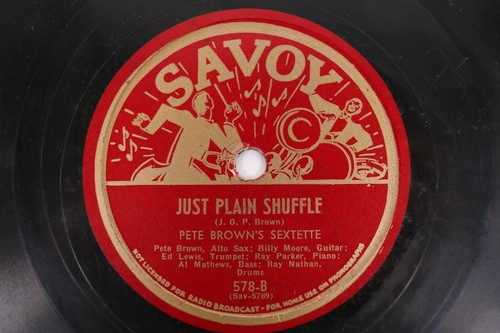 SAVOY
JUST PLAIN SHUFFLE
(J. O. P. Brown)
PETE BROWN'S SEXTETTE
Pete Brown, Alto Sax; Billy Moore, Guitar;
Ed Lewis, Trumpet; Ray Parker, Piano;
Al Mathews, Bass; Ray Nathan,
Drums
578-B
(Sav-5789)
NOT LICENSED FOR RADIO BROADCAST - FOR HOME USE ON PHONOGRAPHS